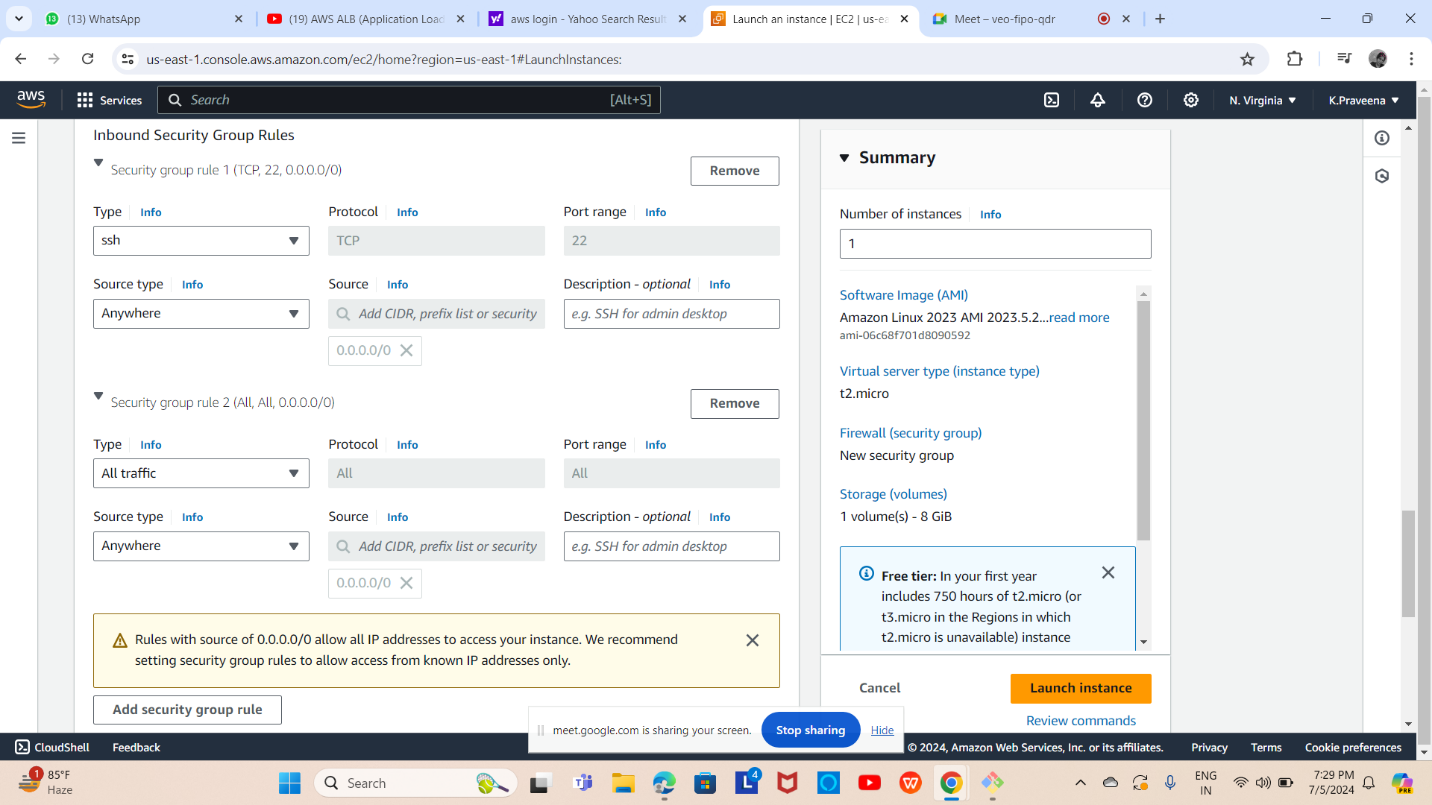 (13) WhatsApp
(19) AWS ALB (Application Load
aws login - Yahoo Search Result
Launch an instance | EC2 | us-ea
Meet – veo-fipo-qdr
us-east-1.console.aws.amazon.com/ec2/home?region=us-east-1#LaunchInstances:
aws
Services
Search
[Alt+S]
N. Virginia
K.Praveena
Inbound Security Group Rules
Security group rule 1 (TCP, 22, 0.0.0.0/0)
Remove
Type Info
Protocol Info
Port range Info
ssh
TCP
22
Source type Info
Source Info
Description - optional Info
Anywhere
Add CIDR, prefix list or security
e.g. SSH for admin desktop
0.0.0.0/0
Security group rule 2 (All, All, 0.0.0.0/0)
Remove
Type Info
Protocol Info
Port range Info
All traffic
All
All
Source type Info
Source Info
Description - optional Info
Anywhere
Add CIDR, prefix list or security
e.g. SSH for admin desktop
0.0.0.0/0
Rules with source of 0.0.0.0/0 allow all IP addresses to access your instance. We recommend
setting security group rules to allow access from known IP addresses only.
Add security group rule
Summary
Number of instances Info
1
Software Image (AMI)
Amazon Linux 2023 AMI 2023.5.2...read more
ami-06c68f701d8090592
Virtual server type (instance type)
t2.micro
Firewall (security group)
New security group
Storage (volumes)
1 volume(s) - 8 GiB
Free tier: In your first year
includes 750 hours of t2.micro (or
t3.micro in the Regions in which
t2.micro is unavailable) instance
Cancel
Launch instance
Review commands
meet.google.com is sharing your screen.
Stop sharing
Hide
CloudShell
Feedback
© 2024, Amazon Web Services, Inc. or its affiliates.
Privacy
Terms
Cookie preferences
1
85°F
Haze
Search
4
ENG
IN
7:29 PM
7/5/2024
PRE